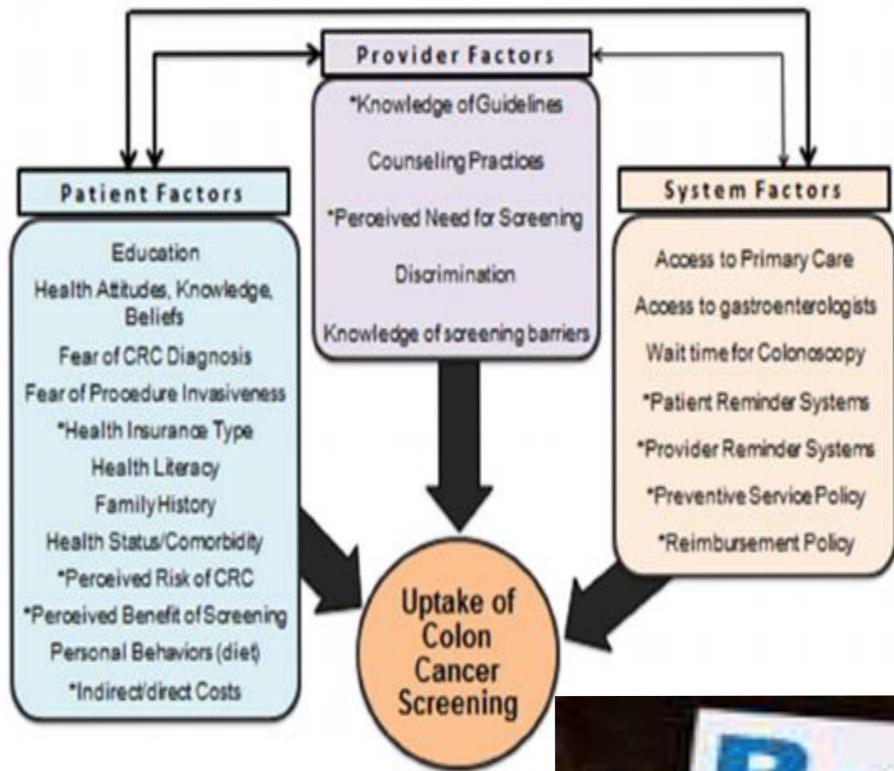 Provider Factors
*Knowledge of Guidelines
Counseling Practices
*Perceived Need for Screening
Discrimination
Knowledge of screening barriers
Patient Factors
Education
Health Attitudes, Knowledge,
Beliefs
Fear of CRC Diagnosis
Fear of Procedure Invasiveness
*Health Insurance Type
Health Literacy
Family History
Health Status/Comorbidity
*Perceived Risk of CRC
*Perceived Benefit of Screening
Personal Behaviors (diet)
*Indirect/direct Costs
System Factors
Access to Primary Care
Access to gastroenterologists
Wait time for Colonoscopy
*Patient Reminder Systems
*Provider Reminder Systems
*Preventive Service Policy
*Reimbursement Policy
Uptake of
Colon
Cancer
Screening